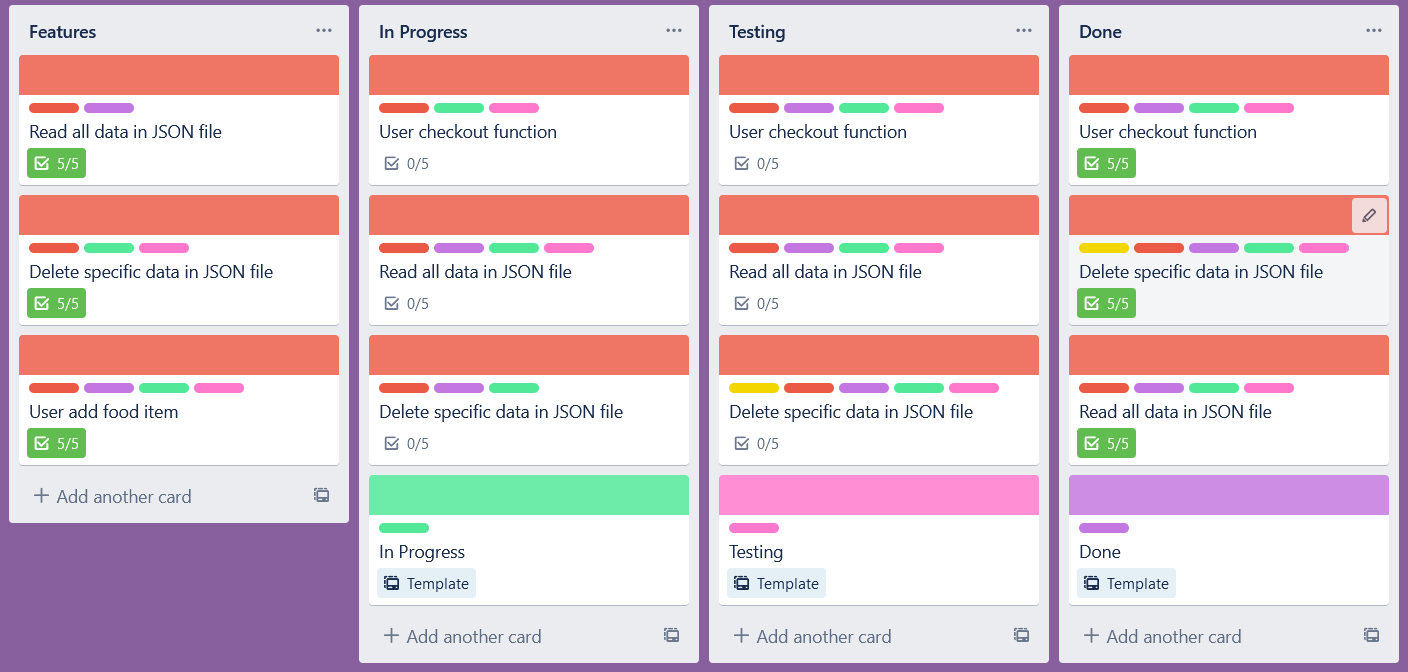 Features
Read all data in JSON file
5/5
Delete specific data in JSON file
5/5
User add food item
5/5
Add another card
In Progress
User checkout function
0/5
Read all data in JSON file
0/5
Delete specific data in JSON file
0/5
In Progress
Template
Add another card
Testing
User checkout function
0/5
Read all data in JSON file
0/5
Delete specific data in JSON file
0/5
Testing
Template
Add another card
Done
User checkout function
5/5
Delete specific data in JSON file
5/5
Read all data in JSON file
5/5
Done
Template
Add another card